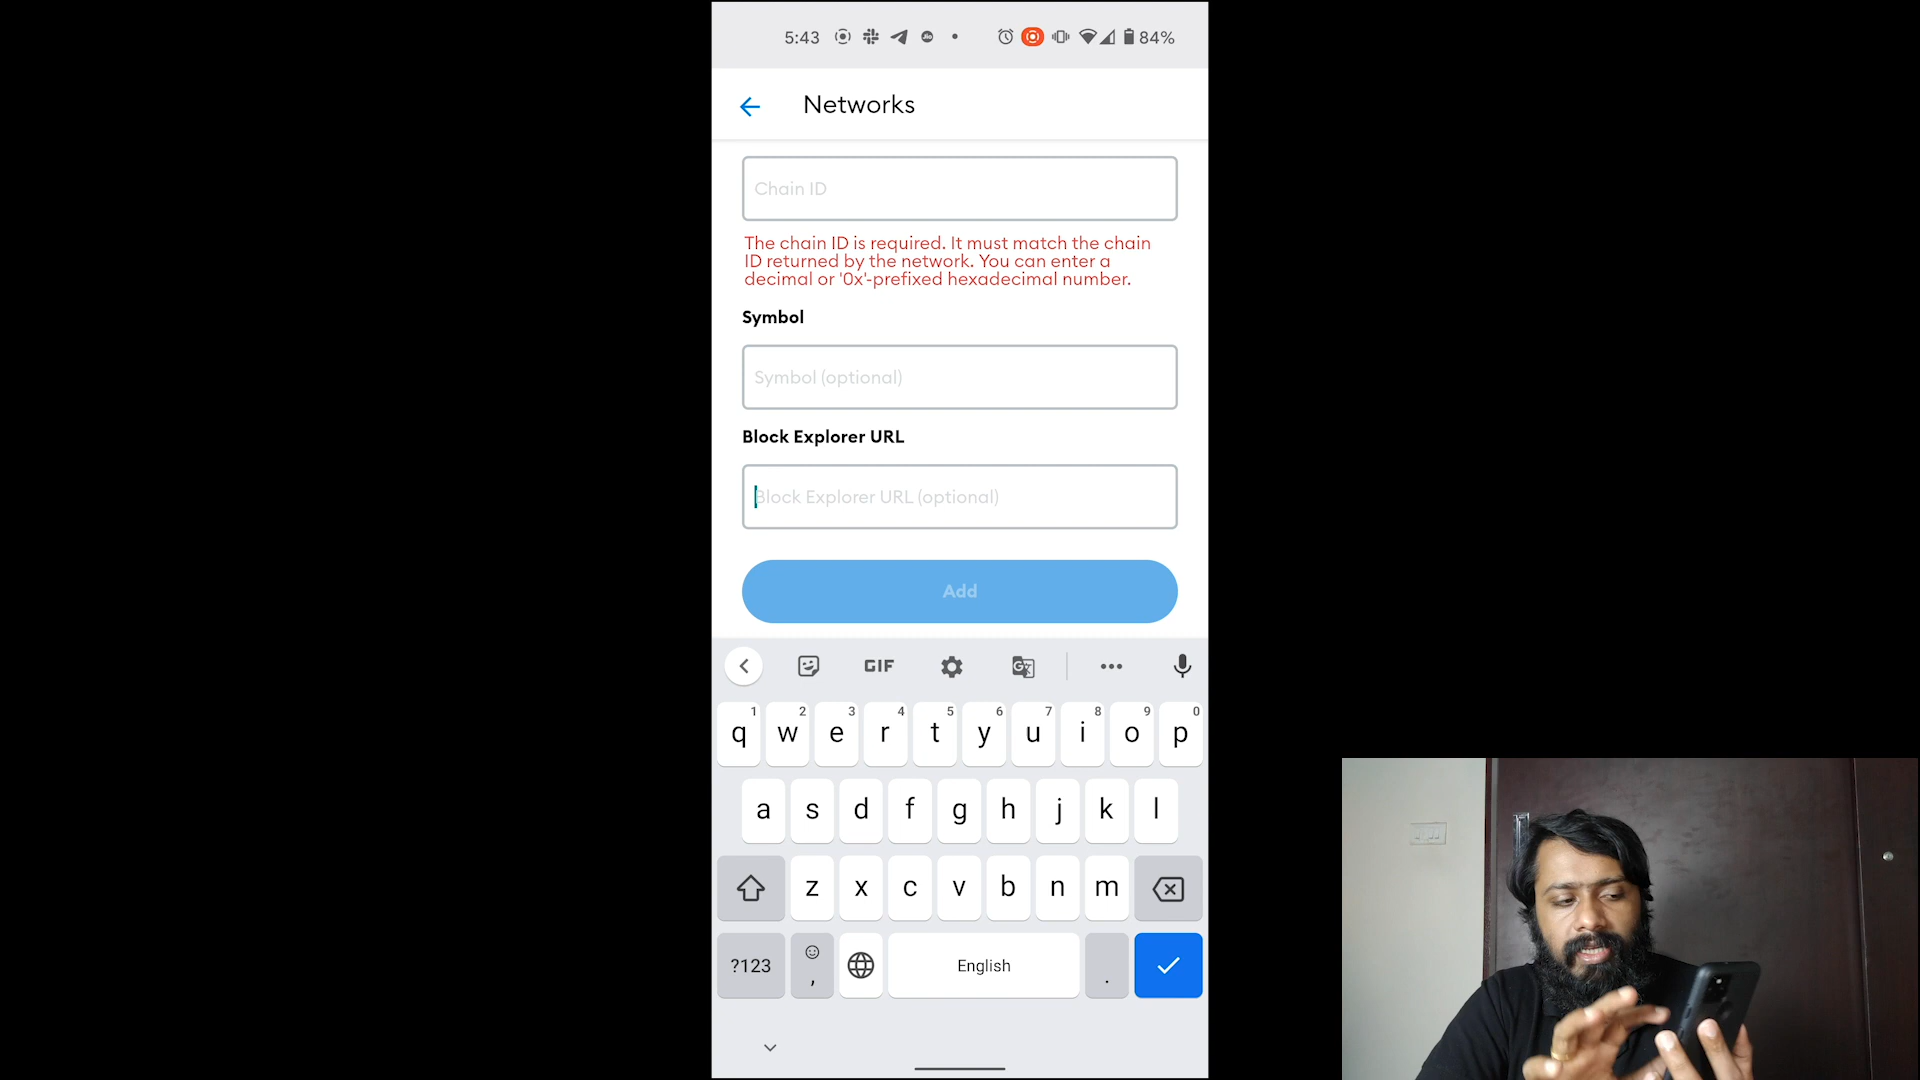 5:43
84%
Networks
Chain ID
The chain ID is required. It must match the chain
ID returned by the network. You can enter a
decimal or '0x'-prefixed hexadecimal number.
Symbol
Symbol (optional)
Block Explorer URL
Block Explorer URL (optional)
Add
GIF
1 2 3 4 5 6 7 8 9 0
q w e r t y u i o p
a s d f g h j k l
z x c v b n m
?123 , English .